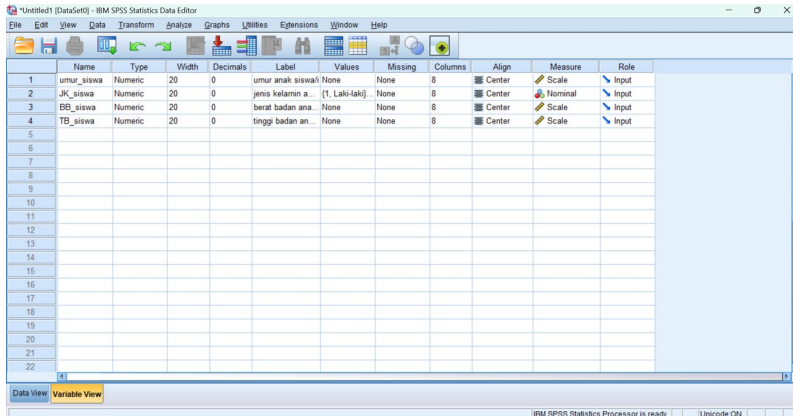 *Untitled1 [DataSet0] - IBM SPSS Statistics Data Editor
File Edit View Data Transform Analyze Graphs Utilities Extensions Window Help
Name Type Width Decimals Label Values Missing Columns Align Measure Role
1 umur_siswa Numeric 20 0 umur anak siswa/i None None 8 Center Scale Input
2 JK_siswa Numeric 20 0 jenis kelamin a... {1, Laki-laki}... None 8 Center Nominal Input
3 BB_siswa Numeric 20 0 berat badan ana... None None 8 Center Scale Input
4 TB_siswa Numeric 20 0 tinggi badan an... None None 8 Center Scale Input
5
6
7
8
9
10
11
12
13
14
15
16
17
18
19
20
21
22
Data View Variable View
IBM SPSS Statistics Processor is ready Unicode:ON